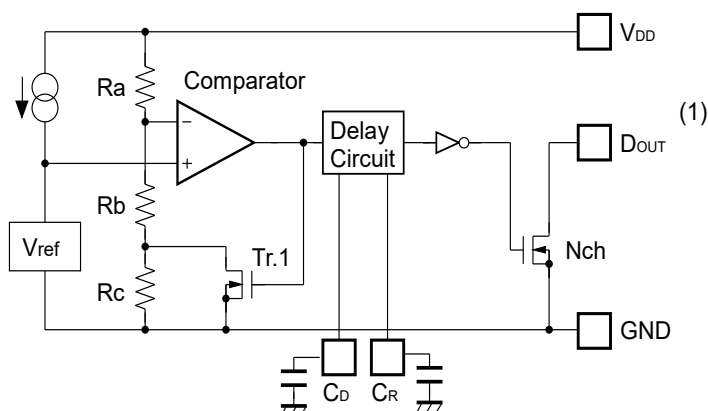 VDD
Ra
Comparator
(1)
−
Delay
Circuit
DOUT
+
Rb
Vref
Tr.1
Nch
Rc
GND
CD
CR